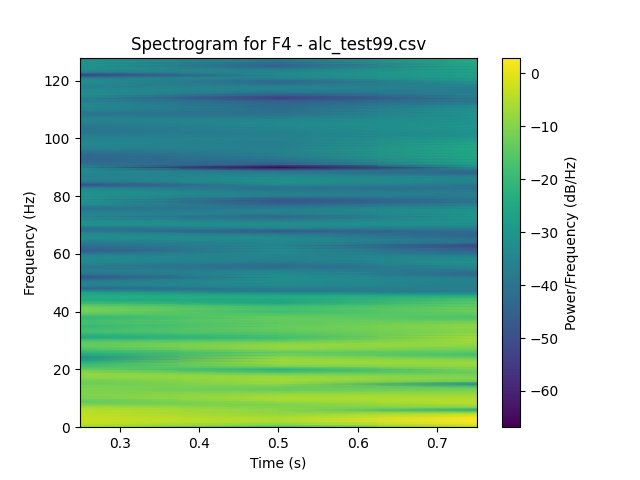 Spectrogram for F4 - alc_test99.csv
120
100
80
60
40
20
0
Frequency (Hz)
0.3 0.4 0.5 0.6 0.7
Time (s)
0
−10
−20
−30
−40
−50
−60
Power/Frequency (dB/Hz)